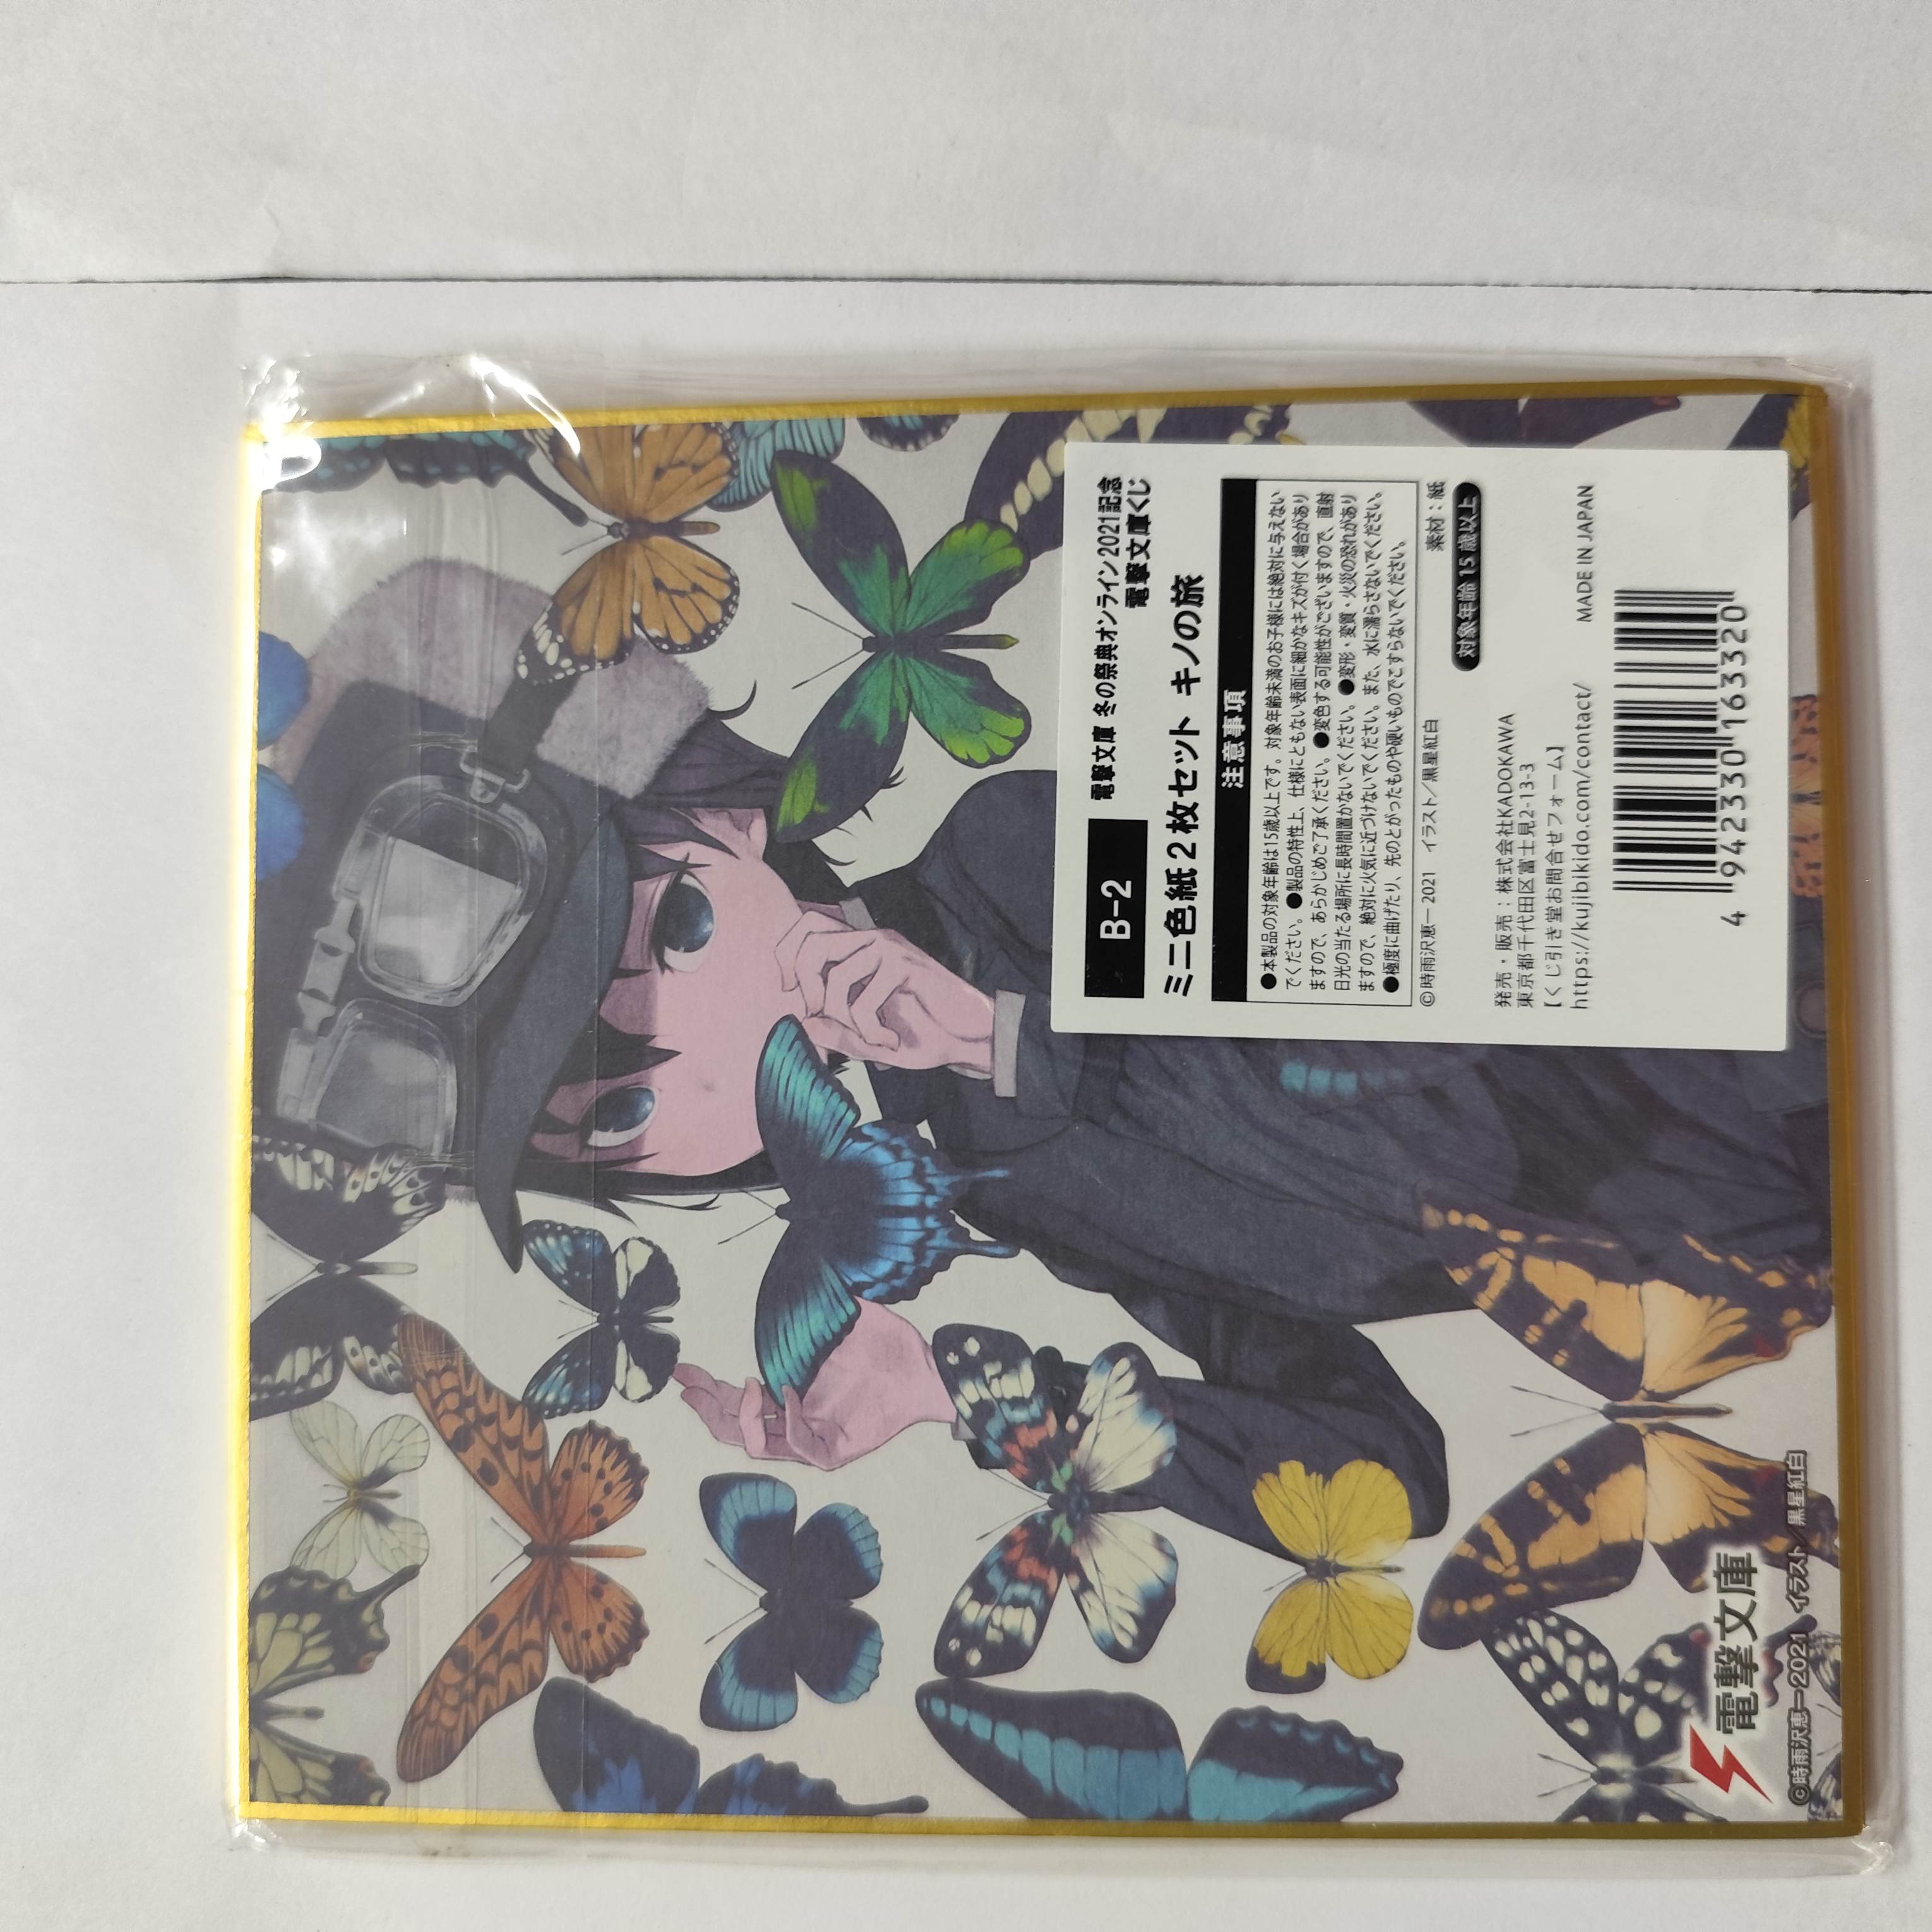 B-2
電撃文庫 冬の祭典オンライン2021記念
電撃文庫くじ
ミニ色紙2枚セット キノの旅
注意事項
●本製品の対象年齢は15歳以上です。対象年齢未満のお子様には絶対に与えない
でください。●製品の特性上、仕様にともない表面に細かなキズが付く場合があり
ますので、あらかじめご了承ください。●変色する可能性がございますので、直射
日光の当たる場所に長時間置かないでください。●変形・変質・火災の恐れがあり
ますので、絶対に火気に近づけないでください。また、水に濡らさないでください。
●極度に曲げたり、先のとがったものや硬いものでこすらないでください。
©時雨沢恵一 2021 イラスト/黒星紅白
素材:紙
対象年齢 15 歳以上
発売・販売:株式会社KADOKAWA
東京都千代田区富士見2-13-3
【くじ引き堂お問合せフォーム】
https://kujibikido.com/contact/
MADE IN JAPAN
4 942330 163320
電撃文庫
©時雨沢恵一2021 イラスト/黒星紅白